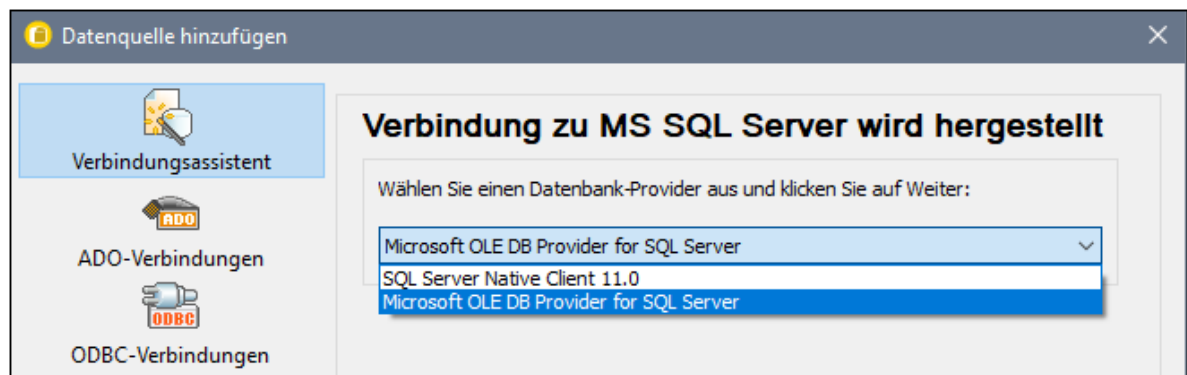 Datenquelle hinzufügen
Verbindungsassistent
ADO
ADO-Verbindungen
ODBC
ODBC-Verbindungen
Verbindung zu MS SQL Server wird hergestellt
Wählen Sie einen Datenbank-Provider aus und klicken Sie auf Weiter:
Microsoft OLE DB Provider for SQL Server
SQL Server Native Client 11.0
Microsoft OLE DB Provider for SQL Server